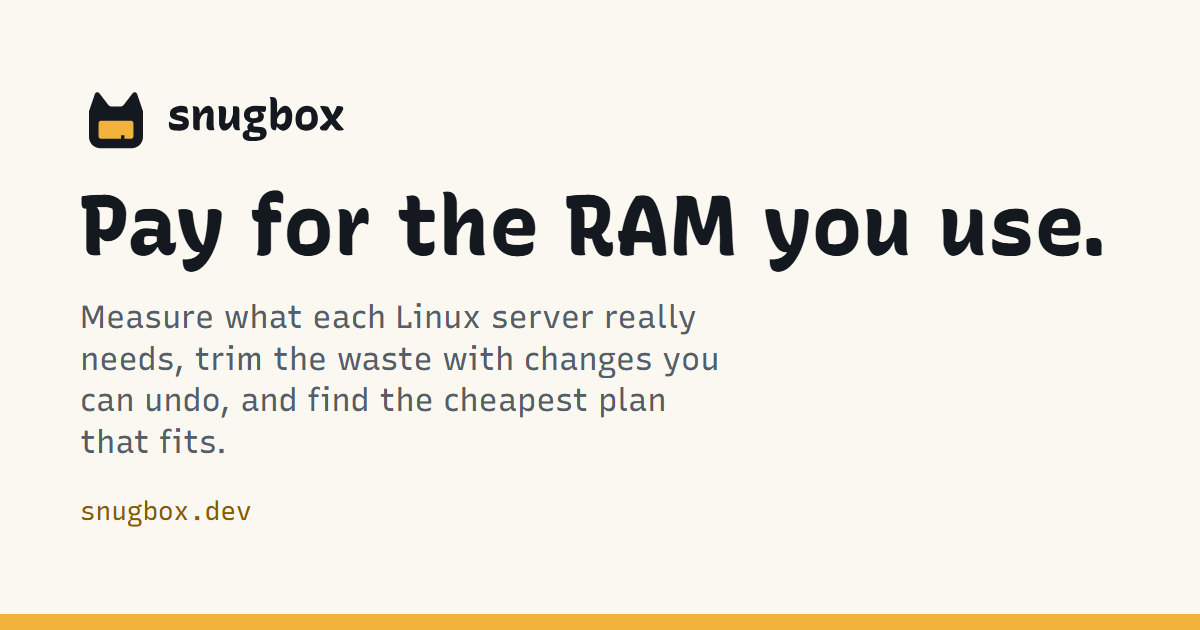 snugbox
Pay for the RAM you use.
Measure what each Linux server really
needs, trim the waste with changes you
can undo, and find the cheapest plan
that fits.
snugbox.dev